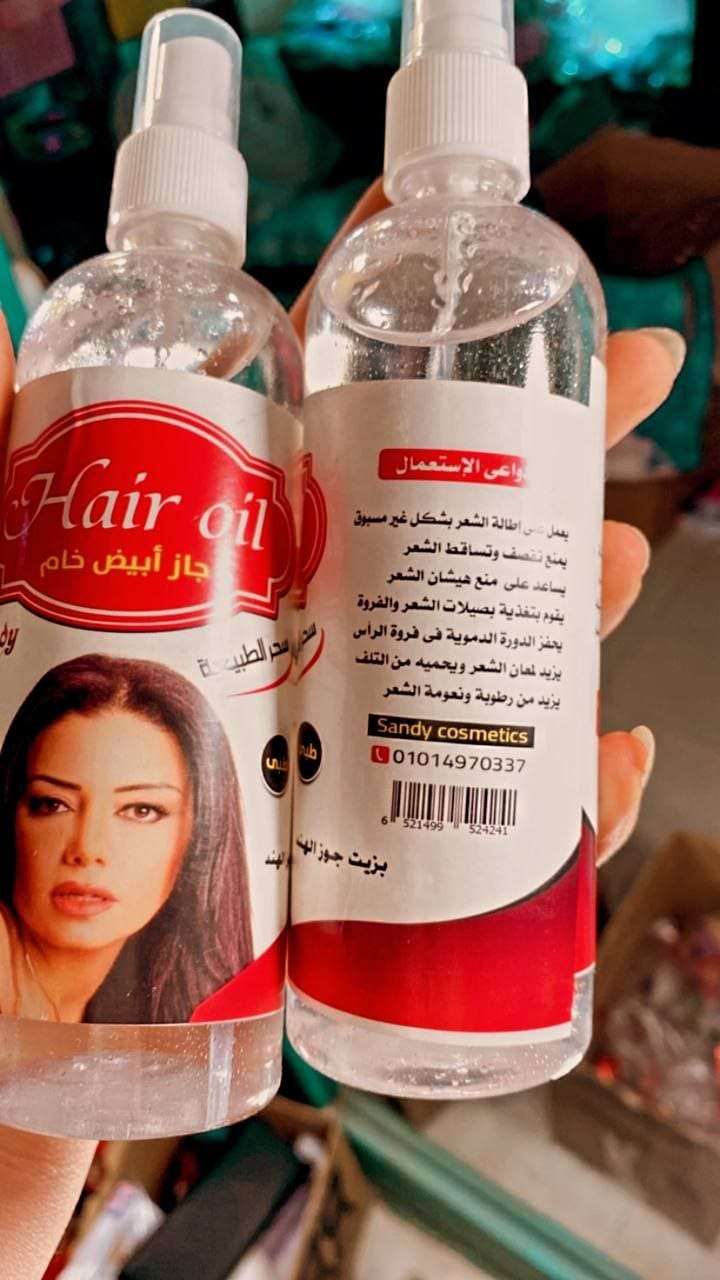 Hair oil
جاز أبيض خام
سحر الطبيعة
طبى
دواعى الإستعمال
يعمل على إطالة الشعر بشكل غير مسبوق
يمنع تقصف وتساقط الشعر
يساعد على منع هيشان الشعر
يقوم بتغذية بصيلات الشعر والفروة
يحفز الدورة الدموية فى فروة الرأس
يزيد لمعان الشعر ويحميه من التلف
يزيد من رطوبة ونعومة الشعر
Sandy cosmetics
01014970337
6 521499 524241
بزيت جوز الهند
الهند